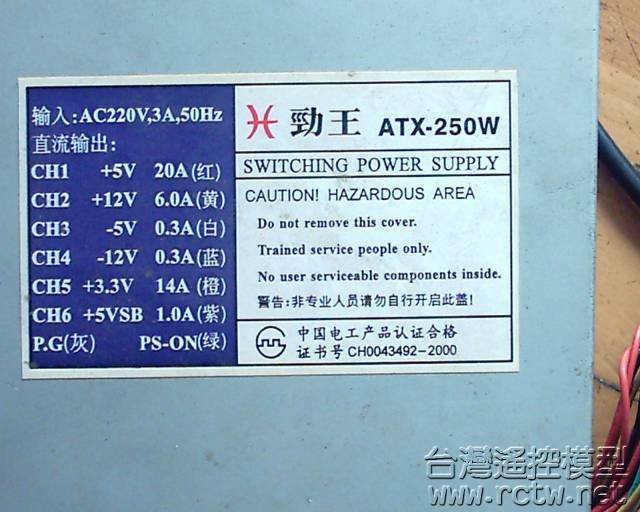 输入:AC220V,3A,50Hz
直流输出:
CH1 +5V 20A(红)
CH2 +12V 6.0A(黄)
CH3 -5V 0.3A(白)
CH4 -12V 0.3A(蓝)
CH5 +3.3V 14A(橙)
CH6 +5VSB 1.0A(紫)
P.G(灰) PS-ON(绿)
勁王 ATX-250W
SWITCHING POWER SUPPLY
CAUTION! HAZARDOUS AREA
Do not remove this cover.
Trained service people only.
No user serviceable components inside.
警告:非专业人员请勿自行开启此盖!
中国电工产品认证合格
证书号 CH0043492-2000
台灣遙控模型
www.rctw.net